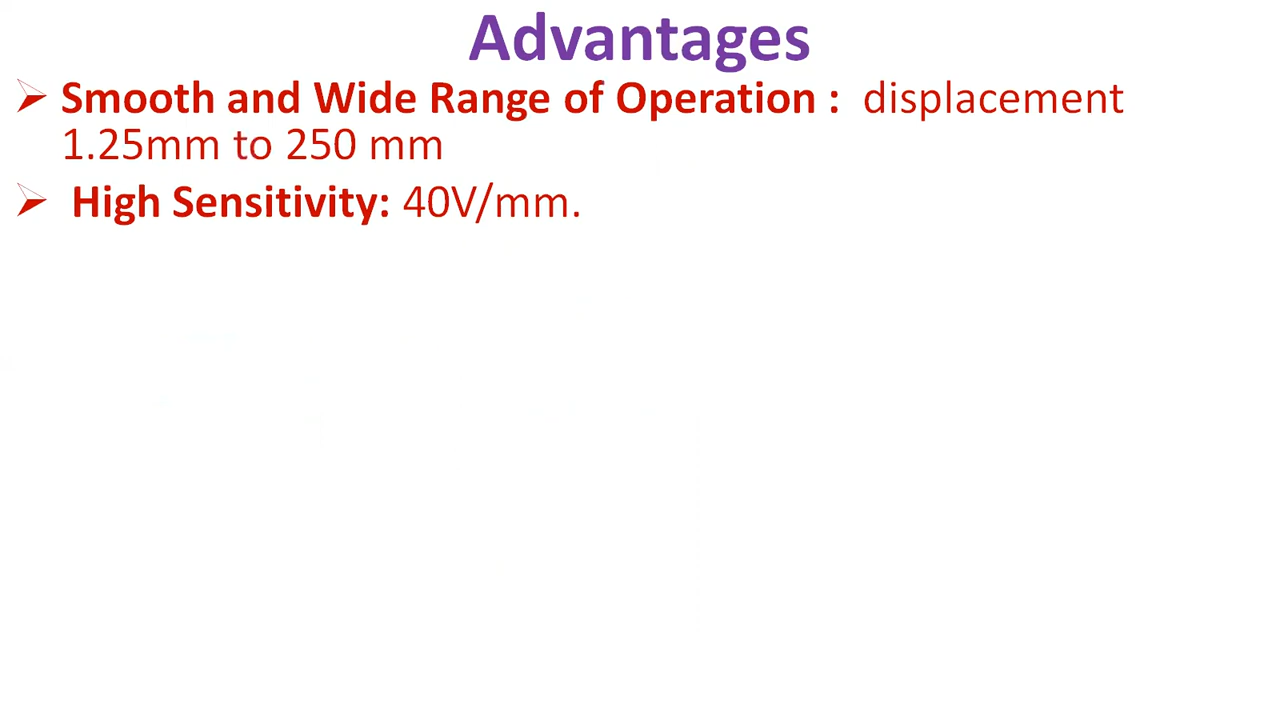 Advantages
➢ Smooth and Wide Range of Operation : displacement
1.25mm to 250 mm
➢ High Sensitivity: 40V/mm.